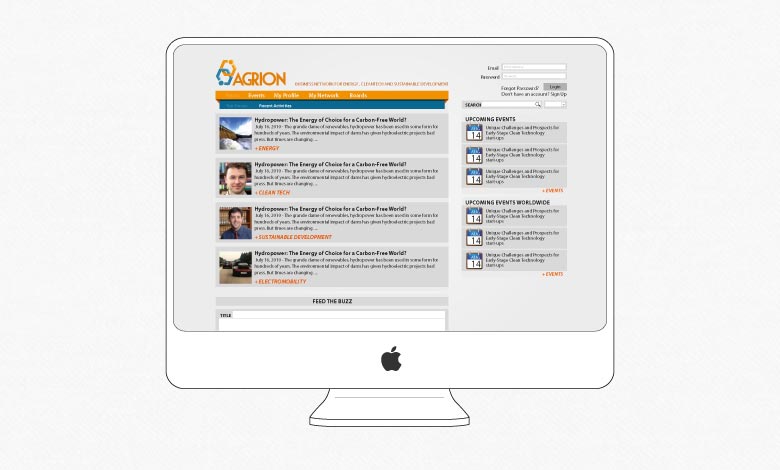 AGRION
BUSINESS NETWORK FOR ENERGY, CLEANTECH AND SUSTAINABLE DEVELOPMENT
Events My Profile My Network Boards
Recent Activities
Hydropower: The Energy of Choice for a Carbon-Free World?
July 16, 2010 - The grande dame of renewables, hydropower has been used in some form for
hundreds of years. The environmental impact of dams has given hydroelectric projects bad
press. But times are changing. ...
+ ENERGY
Hydropower: The Energy of Choice for a Carbon-Free World?
July 16, 2010 - The grande dame of renewables, hydropower has been used in some form for
hundreds of years. The environmental impact of dams has given hydroelectric projects bad
press. But times are changing. ...
+ CLEAN TECH
Hydropower: The Energy of Choice for a Carbon-Free World?
July 16, 2010 - The grande dame of renewables, hydropower has been used in some form for
hundreds of years. The environmental impact of dams has given hydroelectric projects bad
press. But times are changing. ...
+ SUSTAINABLE DEVELOPMENT
Hydropower: The Energy of Choice for a Carbon-Free World?
July 16, 2010 - The grande dame of renewables, hydropower has been used in some form for
hundreds of years. The environmental impact of dams has given hydroelectric projects bad
press. But times are changing. ...
+ ELECTROMOBILITY
FEED THE BUZZ
TITLE
Email
Password
Forgot Password? Login
Don't have an account? Sign Up
SEARCH
UPCOMING EVENTS
14
Unique Challenges and Prospects for
Early-Stage Clean Technology
start-ups
14
Unique Challenges and Prospects for
Early-Stage Clean Technology
start-ups
14
Unique Challenges and Prospects for
Early-Stage Clean Technology
start-ups
+ EVENTS
UPCOMING EVENTS WORLDWIDE
14
Unique Challenges and Prospects for
Early-Stage Clean Technology
start-ups
14
Unique Challenges and Prospects for
Early-Stage Clean Technology
start-ups
14
Unique Challenges and Prospects for
Early-Stage Clean Technology
start-ups
+ EVENTS